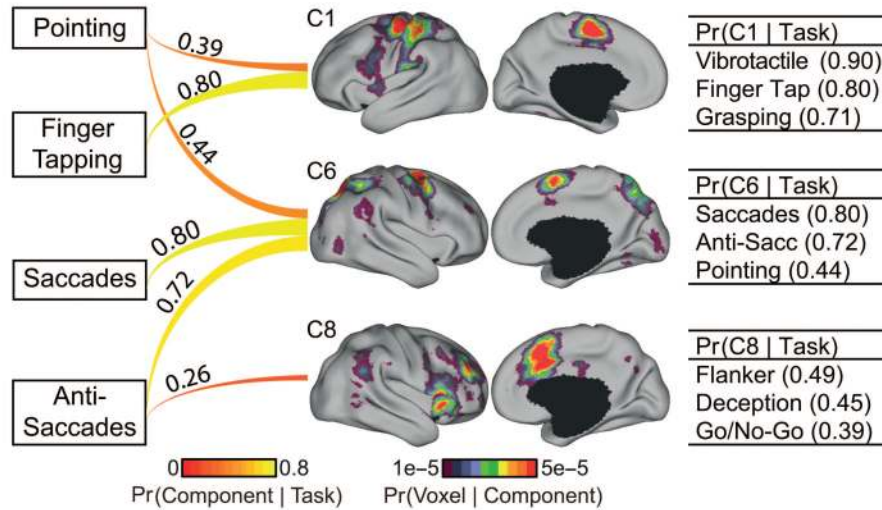 Pointing
0.39
0.80
Finger
Tapping
0.44
Saccades
0.80
0.72
Anti-
Saccades
0.26
C1
C6
C8
Pr(C1 | Task)
Vibrotactile (0.90)
Finger Tap (0.80)
Grasping (0.71)
Pr(C6 | Task)
Saccades (0.80)
Anti-Sacc (0.72)
Pointing (0.44)
Pr(C8 | Task)
Flanker (0.49)
Deception (0.45)
Go/No-Go (0.39)
0 0.8
Pr(Component | Task)
1e-5 5e-5
Pr(Voxel | Component)